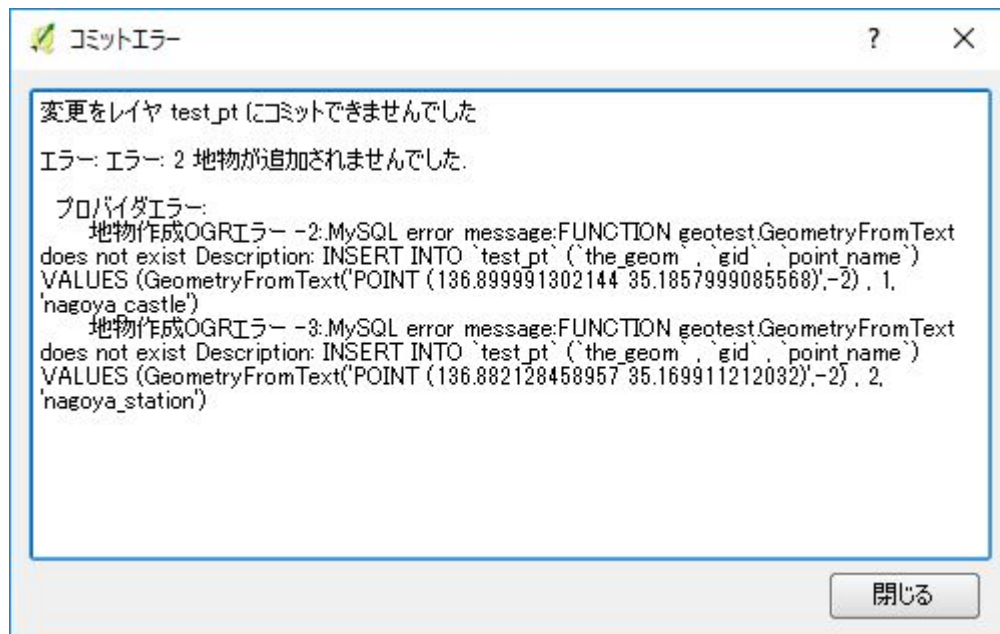 コミットエラー
変更をレイヤ test_pt にコミットできませんでした
エラー: エラー: 2 地物が追加されませんでした.
プロバイダエラー:
地物作成OGRエラー -2:.MySQL error message:FUNCTION geotest.GeometryFromText
does not exist Description: INSERT INTO `test_pt` (`the_geom` , `gid` , `point_name`)
VALUES (GeometryFromText('POINT (136.899991302144 35.1857999085568)',-2) , 1,
'nagoya_castle')
地物作成OGRエラー -3:.MySQL error message:FUNCTION geotest.GeometryFromText
does not exist Description: INSERT INTO `test_pt` (`the_geom` , `gid` , `point_name`)
VALUES (GeometryFromText('POINT (136.882128458957 35.169911212032)',-2) , 2,
'nagoya_station')
閉じる